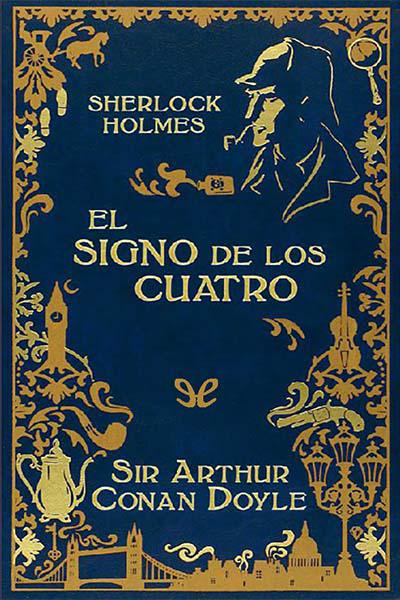 SHERLOCK
HOLMES
EL
SIGNO DE LOS
CUATRO
SIR ARTHUR
CONAN DOYLE